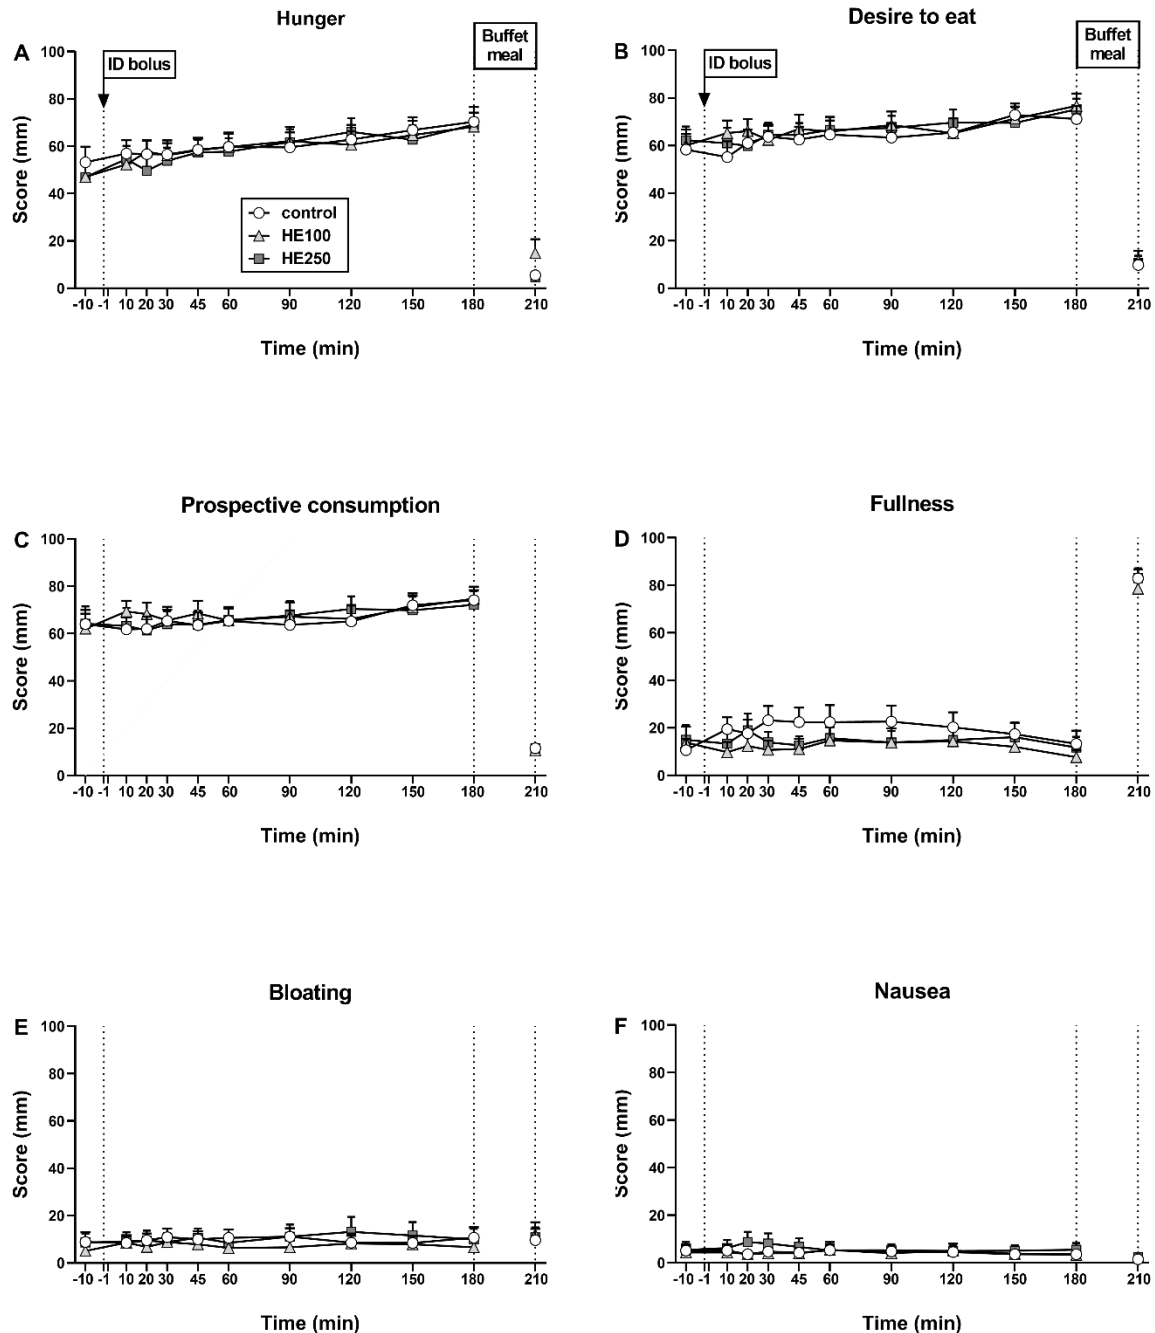 Hunger
A
ID bolus
Buffet
meal
100
80
60
40
20
0
Score (mm)
control
HE100
HE250
-10 -1 10 20 30 45 60 90 120 150 180 210
Time (min)
Desire to eat
B
ID bolus
Buffet
meal
100
80
60
40
20
0
Score (mm)
-10 -1 10 20 30 45 60 90 120 150 180 210
Time (min)
Prospective consumption
C
100
80
60
40
20
0
Score (mm)
-10 -1 10 20 30 45 60 90 120 150 180 210
Time (min)
Fullness
D
100
80
60
40
20
0
Score (mm)
-10 -1 10 20 30 45 60 90 120 150 180 210
Time (min)
Bloating
E
100
80
60
40
20
0
Score (mm)
-10 -1 10 20 30 45 60 90 120 150 180 210
Time (min)
Nausea
F
100
80
60
40
20
0
Score (mm)
-10 -1 10 20 30 45 60 90 120 150 180 210
Time (min)